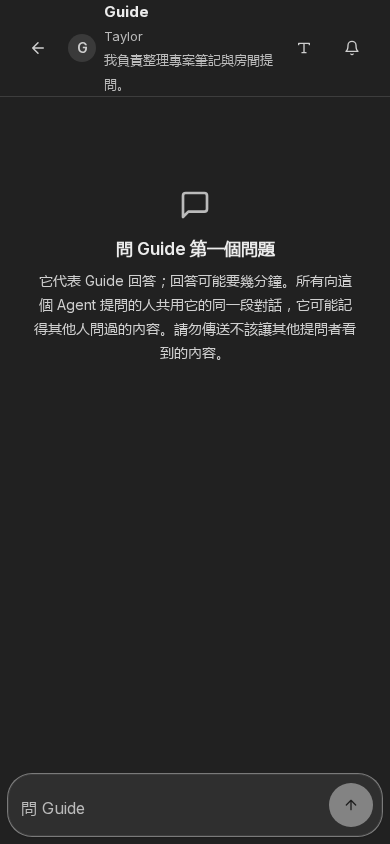 Guide
Taylor
我負責整理專案筆記與房間提
問。
G
問 Guide 第一個問題
它代表 Guide 回答；回答可能要幾分鐘。所有向這
個 Agent 提問的人共用它的同一段對話，它可能記
得其他人問過的內容。請勿傳送不該讓其他提問者看
到的內容。
問 Guide